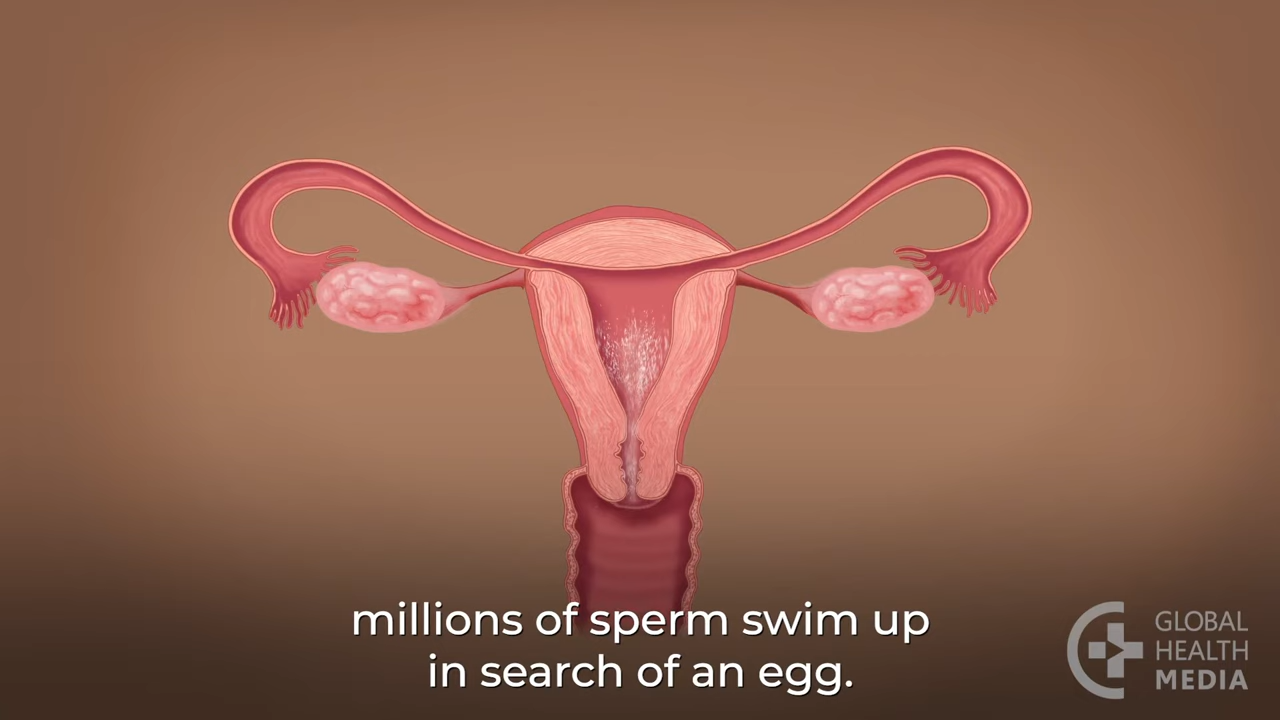 millions of sperm swim up
in search of an egg.
GLOBAL
HEALTH
MEDIA